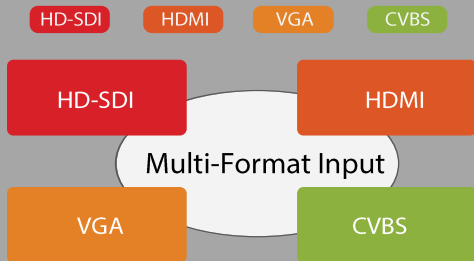 HD-SDI HDMI VGA CVBS
HD-SDI HDMI
Multi-Format Input
VGA CVBS